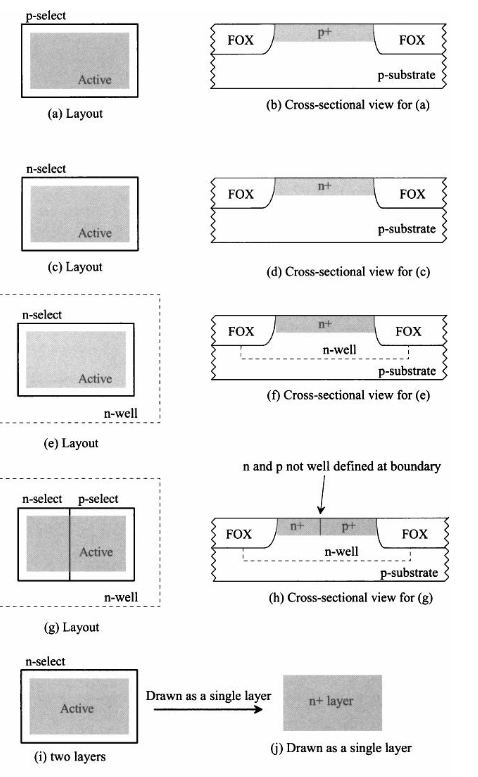 p-select
Active
(a) Layout
FOX
p+
FOX
p-substrate
(b) Cross-sectional view for (a)
n-select
Active
(c) Layout
FOX
n+
FOX
p-substrate
(d) Cross-sectional view for (c)
n-select
Active
n-well
(e) Layout
FOX
n+
FOX
n-well
p-substrate
(f) Cross-sectional view for (e)
n-select p-select
Active
n-well
(g) Layout
n and p not well defined at boundary
FOX
n+
p+
FOX
n-well
p-substrate
(h) Cross-sectional view for (g)
n-select
Active
(i) two layers
Drawn as a single layer
n+ layer
(j) Drawn as a single layer